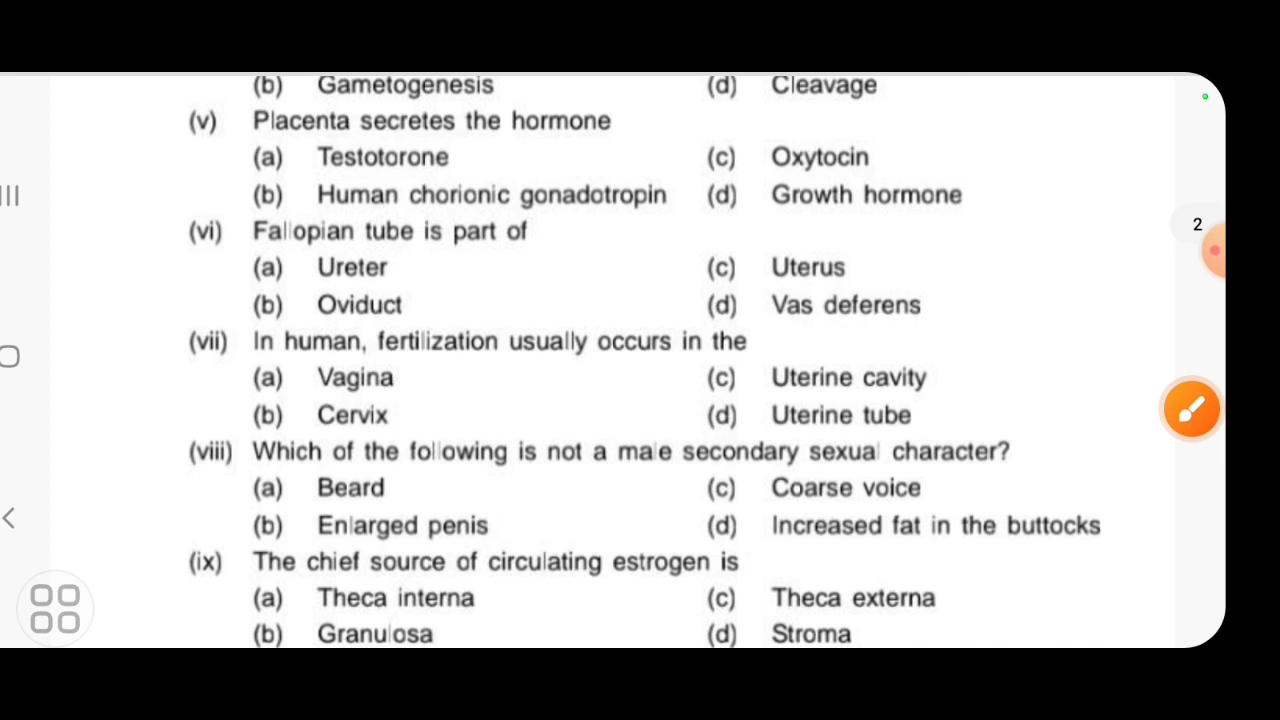 (b) Gametogenesis (d) Cleavage
(v) Placenta secretes the hormone
(a) Testotorone (c) Oxytocin
(b) Human chorionic gonadotropin (d) Growth hormone
(vi) Fallopian tube is part of
(a) Ureter (c) Uterus
(b) Oviduct (d) Vas deferens
(vii) In human, fertilization usually occurs in the
(a) Vagina (c) Uterine cavity
(b) Cervix (d) Uterine tube
(viii) Which of the following is not a male secondary sexual character?
(a) Beard (c) Coarse voice
(b) Enlarged penis (d) Increased fat in the buttocks
(ix) The chief source of circulating estrogen is
(a) Theca interna (c) Theca externa
(b) Granulosa (d) Stroma
2